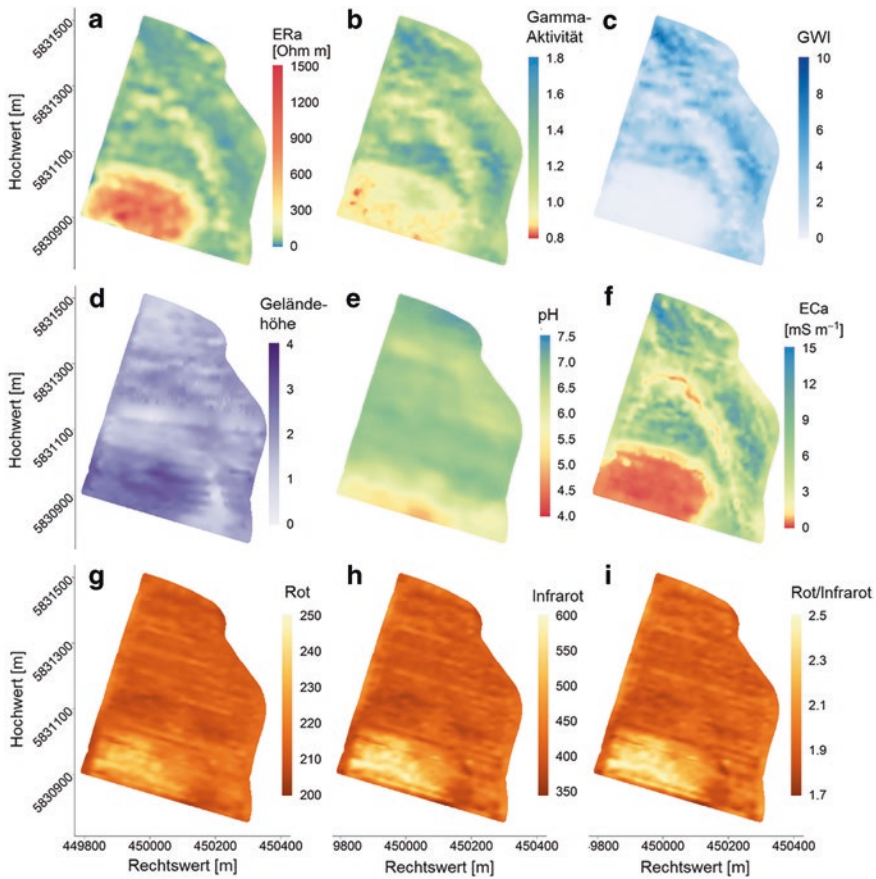 a
ERa
[Ohm m]
1500
1200
900
600
300
0
b
Gamma-
Aktivität
1.8
1.6
1.4
1.2
1.0
0.8
c
GWI
10
8
6
4
2
0
Hochwert [m]
5831500
5831300
5831100
5830900
d
Gelände-
höhe
4
3
2
1
0
e
pH
7.5
7.0
6.5
6.0
5.5
5.0
4.5
4.0
f
ECa
[mS m⁻¹]
15
12
9
6
3
0
Hochwert [m]
5831500
5831300
5831100
5830900
g
Rot
250
240
230
220
210
200
h
Infrarot
600
550
500
450
400
350
i
Rot/Infrarot
2.5
2.3
2.1
1.9
1.7
Hochwert [m]
5831500
5831300
5831100
5830900
449800 450000 450200 450400
9800 450000 450200 450400
9800 450000 450200 450400
Rechtswert [m]
Rechtswert [m]
Rechtswert [m]